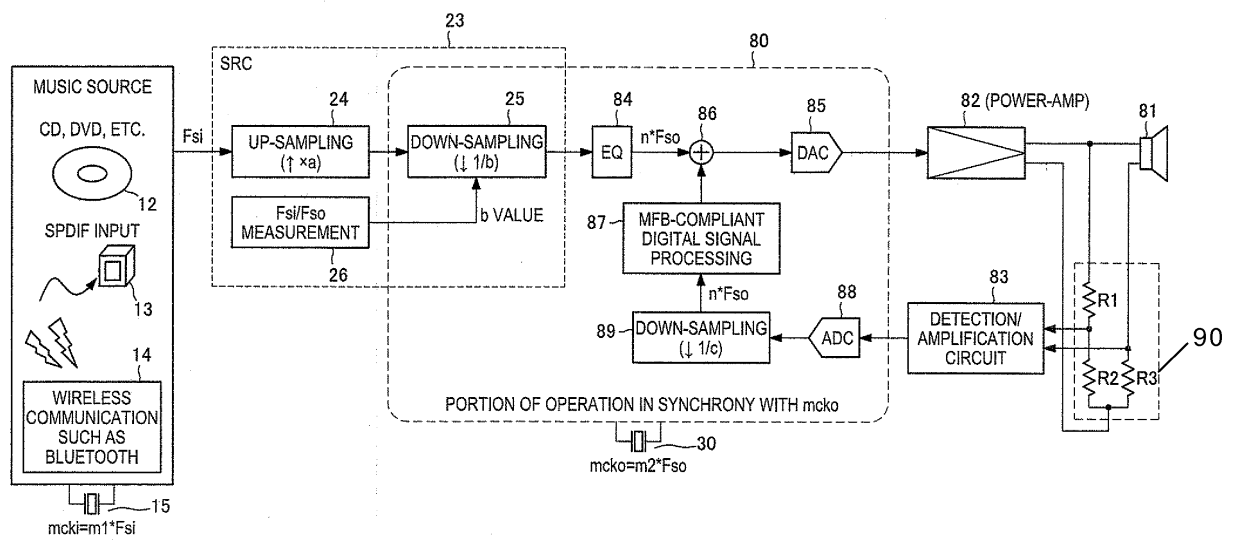 23
80
SRC
MUSIC SOURCE
CD, DVD, ETC.
12
SPDIF INPUT
13
14
WIRELESS
COMMUNICATION
SUCH AS
BLUETOOTH
15
mcki=m1*Fsi
Fsi
24
UP-SAMPLING
(↑ ×a)
25
DOWN-SAMPLING
(↓ 1/b)
Fsi/Fso
MEASUREMENT
26
b VALUE
84
EQ
n*Fso
86
85
DAC
82 (POWER-AMP)
81
87
MFB-COMPLIANT
DIGITAL SIGNAL
PROCESSING
n*Fso
89
DOWN-SAMPLING
(↓ 1/c)
88
ADC
83
DETECTION/
AMPLIFICATION
CIRCUIT
R1
R2
R3
90
PORTION OF OPERATION IN SYNCHRONY WITH mcko
30
mcko=m2*Fso